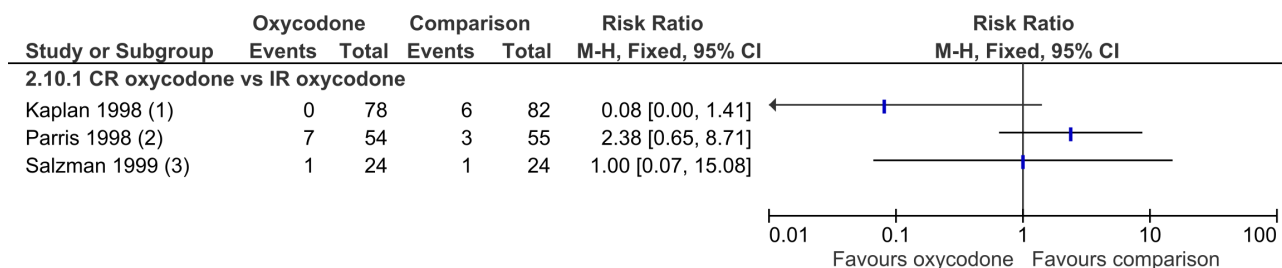 Oxycodone Comparison Risk Ratio Risk Ratio
Study or Subgroup Events Total Events Total M-H, Fixed, 95% CI M-H, Fixed, 95% CI
2.10.1 CR oxycodone vs IR oxycodone
Kaplan 1998 (1) 0 78 6 82 0.08 [0.00, 1.41]
Parris 1998 (2) 7 54 3 55 2.38 [0.65, 8.71]
Salzman 1999 (3) 1 24 1 24 1.00 [0.07, 15.08]
0.01 0.1 1 10 100
Favours oxycodone Favours comparison